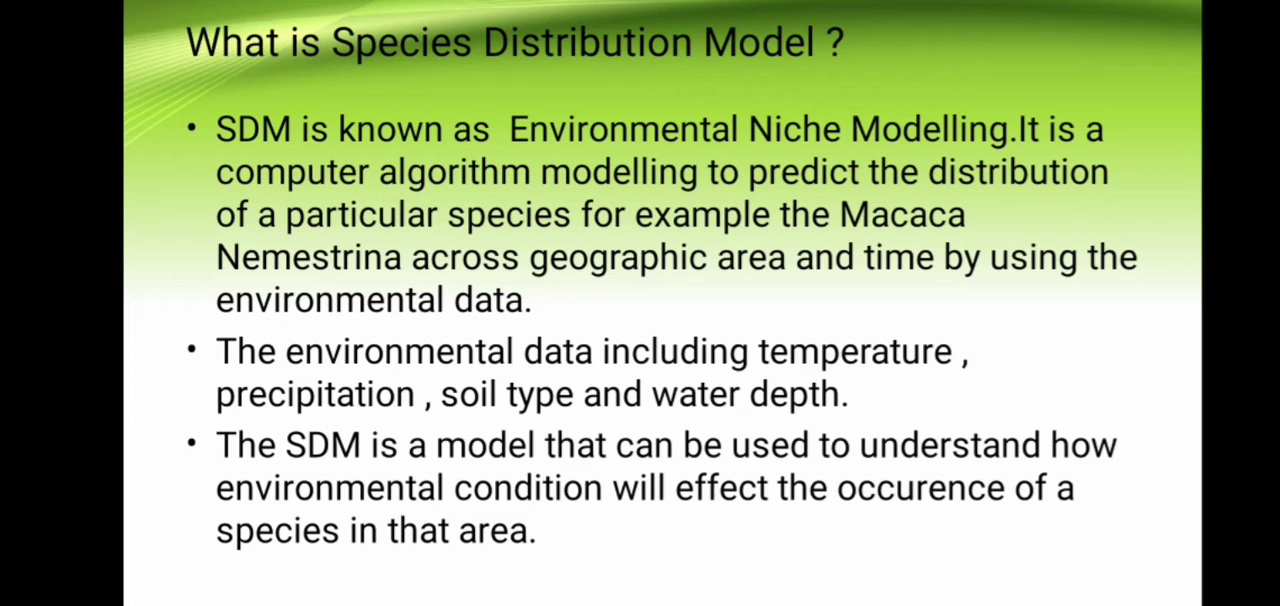 What is Species Distribution Model ?
• SDM is known as  Environmental Niche Modelling.It is a
computer algorithm modelling to predict the distribution
of a particular species for example the Macaca
Nemestrina across geographic area and time by using the
environmental data.
• The environmental data including temperature ,
precipitation , soil type and water depth.
• The SDM is a model that can be used to understand how
environmental condition will effect the occurence of a
species in that area.